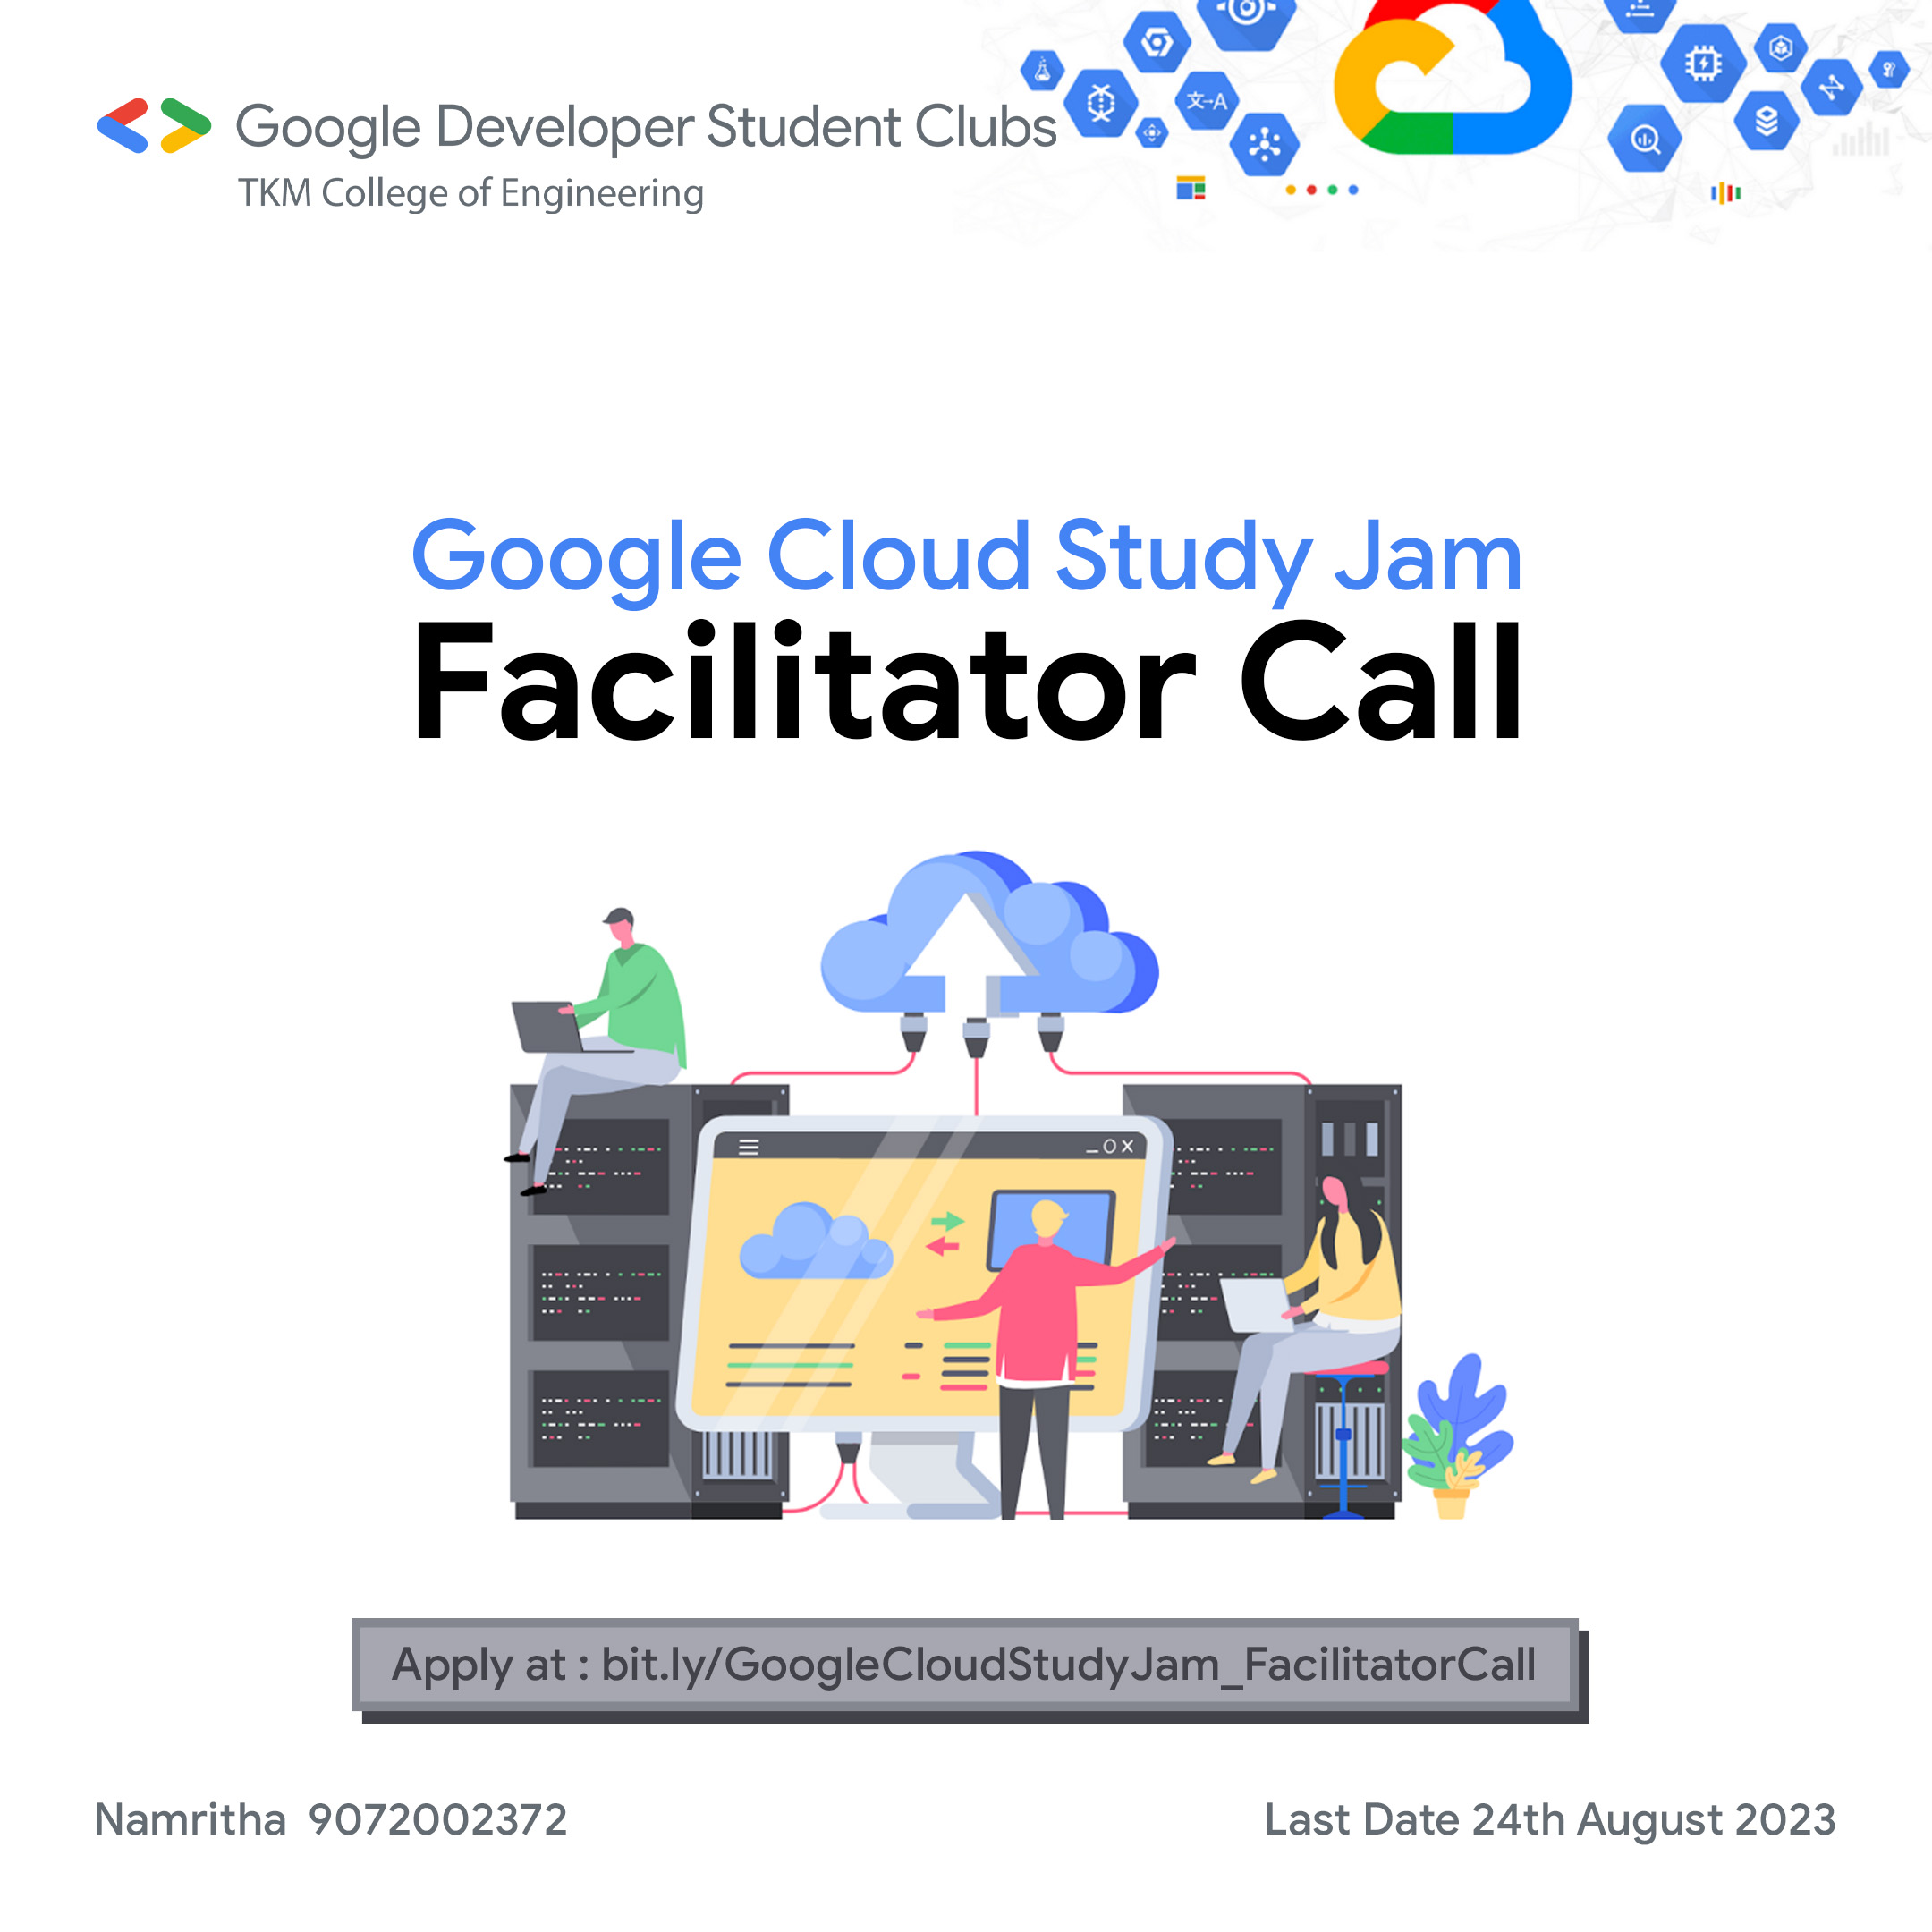 Google Developer Student Clubs
TKM College of Engineering
文→A
Google Cloud Study Jam
Facilitator Call
Apply at : bit.ly/GoogleCloudStudyJam_FacilitatorCall
Namritha 9072002372
Last Date 24th August 2023